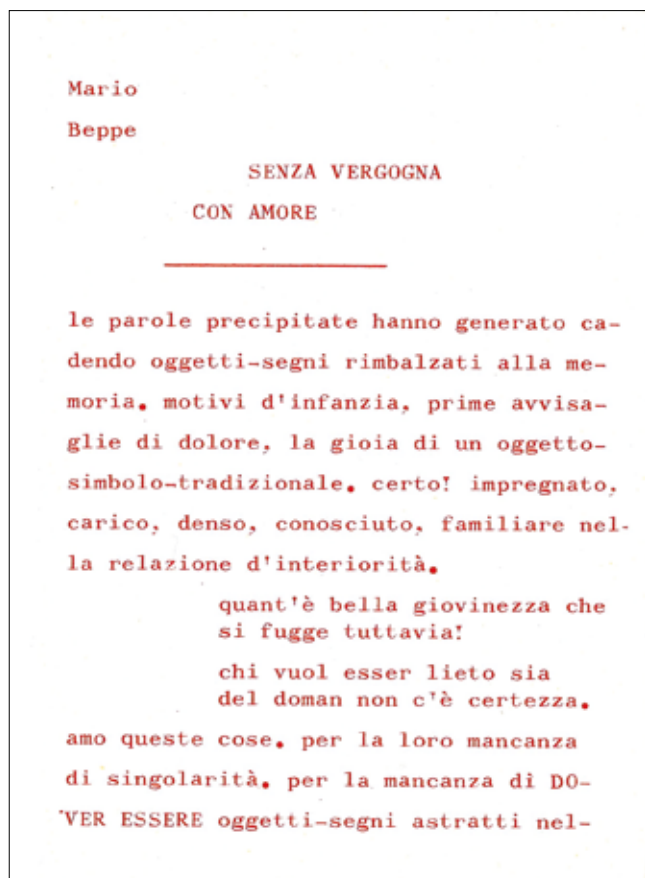 Mario
Beppe
SENZA VERGOGNA
CON AMORE
le parole precipitate hanno generato ca-
dendo oggetti-segni rimbalzati alla me-
moria. motivi d'infanzia, prime avvisa-
glie di dolore, la gioia di un oggetto-
simbolo-tradizionale. certo! impregnato,
carico, denso, conosciuto, familiare nel-
la relazione d'interiorità.
quant'è bella giovinezza che
si fugge tuttavia!
chi vuol esser lieto sia
del doman non c'è certezza.
amo queste cose. per la loro mancanza
di singolarità. per la mancanza di DO-
VER ESSERE oggetti-segni astratti nel-